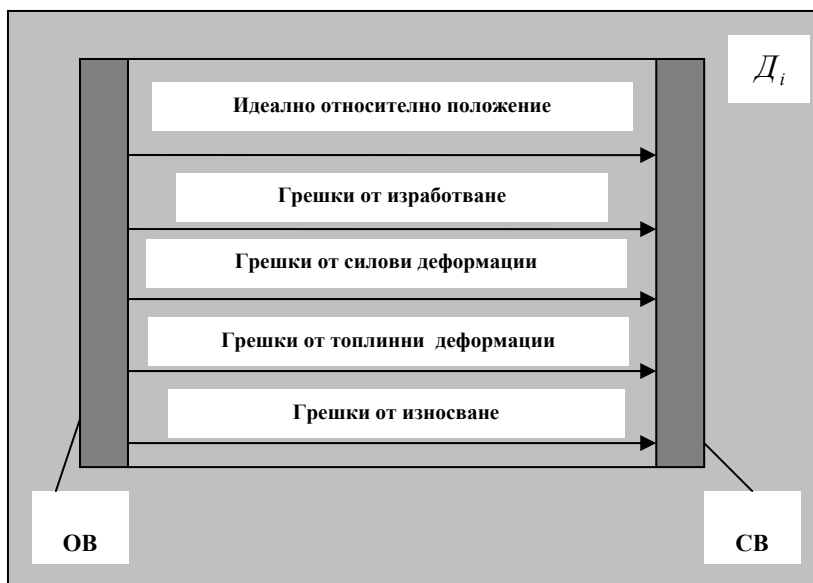 Дᵢ
Идеално относително положение
Грешки от изработване
Грешки от силови деформации
Грешки от топлинни деформации
Грешки от износване
ОВ
СВ